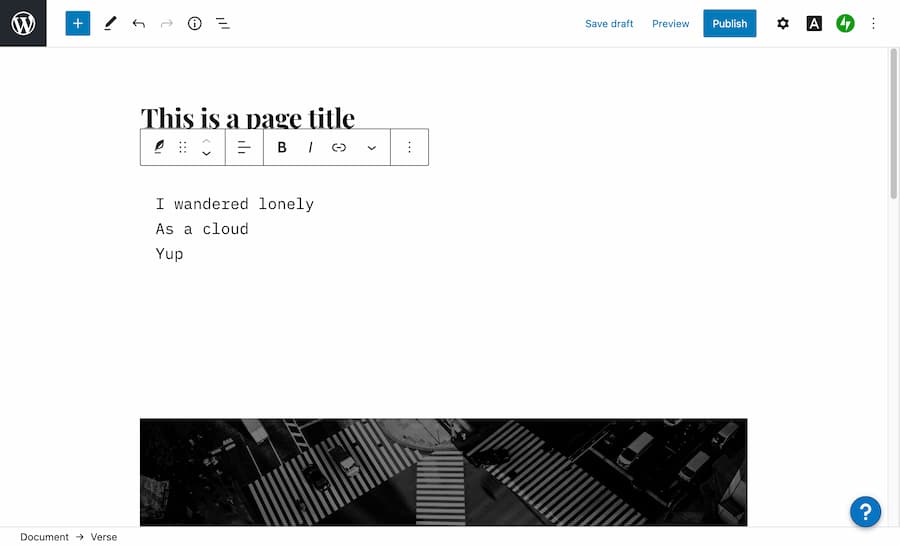 Save draft
Preview
Publish
A
This is a page title
B I
I wandered lonely
As a cloud
Yup
?
Document → Verse